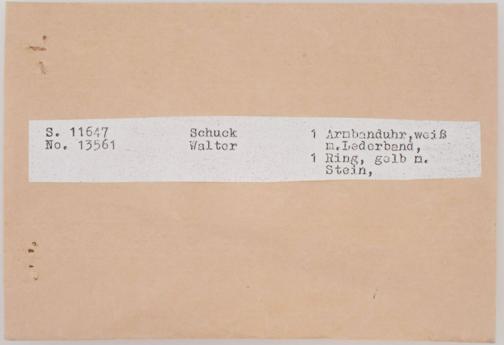 S. 11647 Schuck 1 Armbanduhr,weiß
No. 13561 Walter m.Lederband,
1 Ring, gelb m.
Stein,